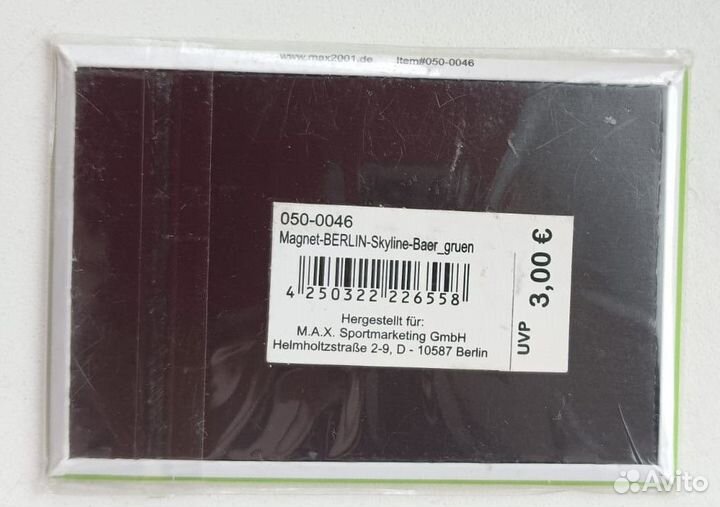 www.max2001.de Item#050-0046
050-0046
Magnet-BERLIN-Skyline-Baer_gruen
4 250322 226558
Hergestellt für:
M.A.X. Sportmarketing GmbH
Helmholtzstraße 2-9, D - 10587 Berlin
UVP 3,00 €
Avito